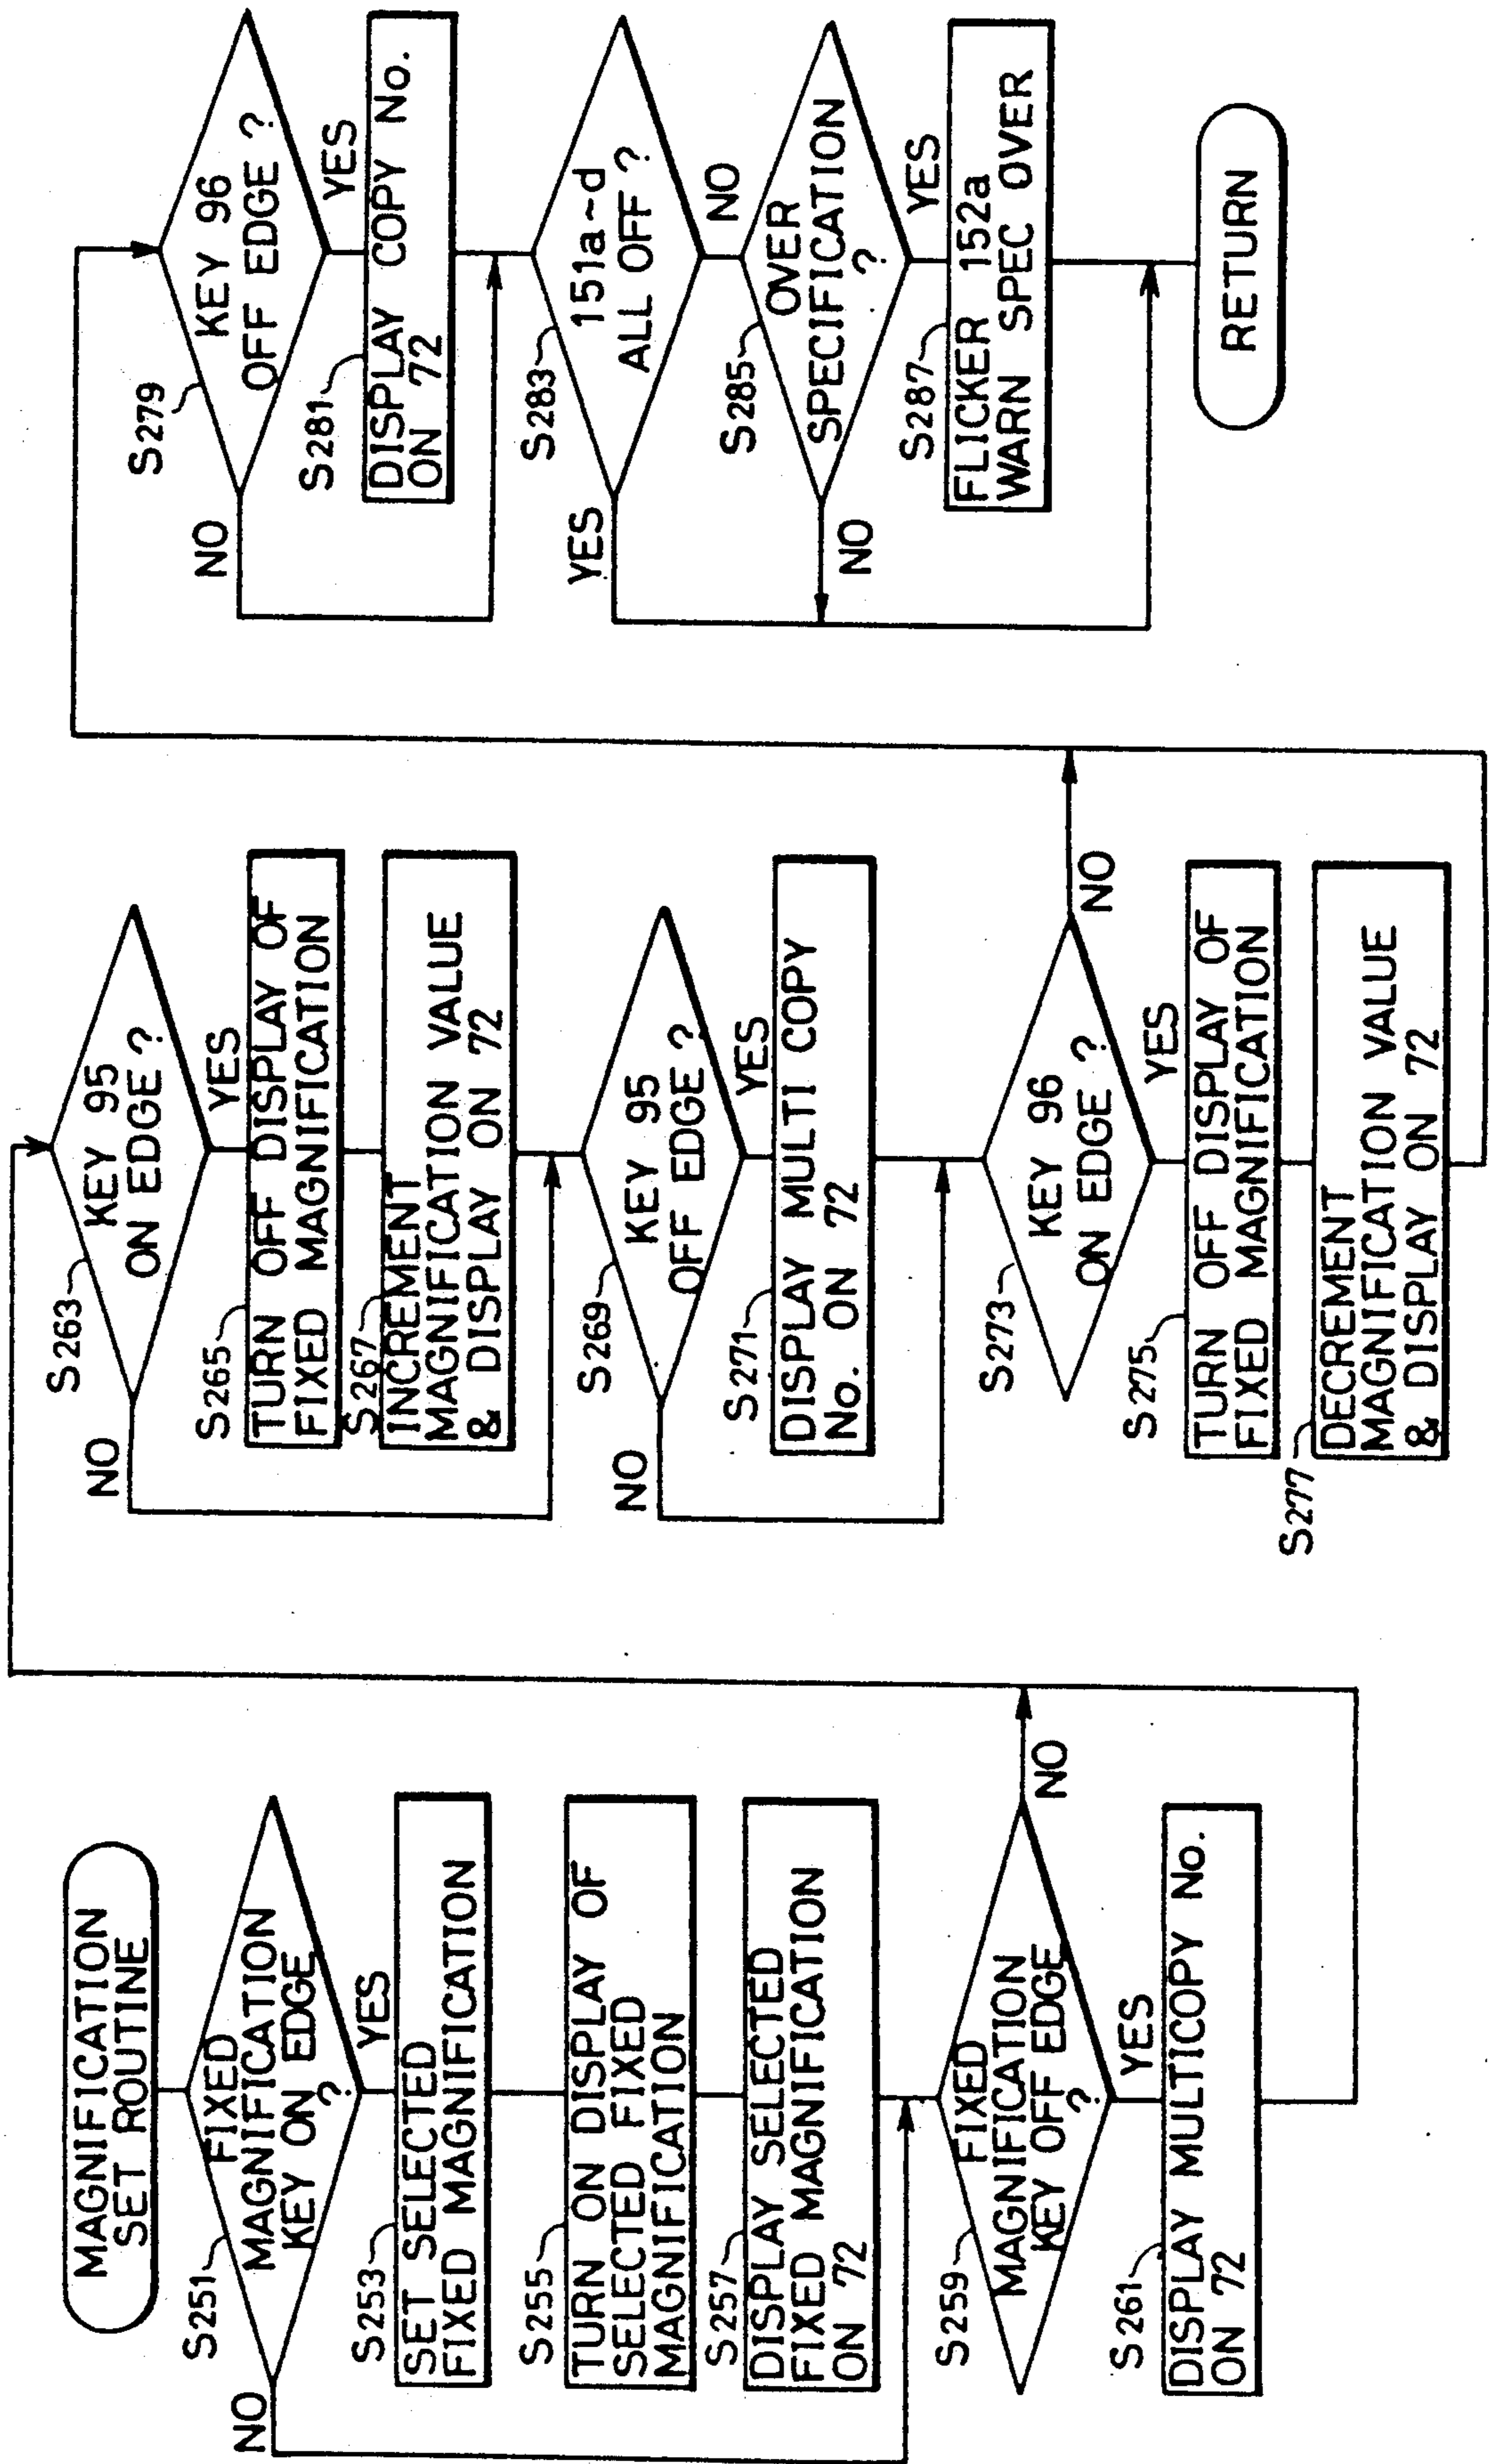 MAGNIFICATION
SET ROUTINE
S251
FIXED
MAGNIFICATION
KEY ON EDGE
?
NO
YES
S253
SET SELECTED
FIXED MAGNIFICATION
S255
TURN ON DISPLAY OF
SELECTED FIXED
MAGNIFICATION
S257
DISPLAY SELECTED
FIXED MAGNIFICATION
ON 72
S259
FIXED
MAGNIFICATION
KEY OFF EDGE
?
NO
YES
S261
DISPLAY MULTICOPY No.
ON 72
S263
KEY 95
ON EDGE ?
NO
YES
S265
TURN OFF DISPLAY OF
FIXED MAGNIFICATION
S267
INCREMENT
MAGNIFICATION VALUE
& DISPLAY ON 72
S269
KEY 95
OFF EDGE ?
NO
YES
S271
DISPLAY MULTI COPY
No. ON 72
S273
KEY 96
ON EDGE ?
NO
YES
S275
TURN OFF DISPLAY OF
FIXED MAGNIFICATION
S277
DECREMENT
MAGNIFICATION VALUE
& DISPLAY ON 72
S279
KEY 96
OFF EDGE ?
NO
YES
S281
DISPLAY COPY No.
ON 72
S283
151a~d
ALL OFF ?
YES
NO
S285
OVER
SPECIFICATION
?
NO
YES
S287
FLICKER 152a
WARN SPEC OVER
RETURN